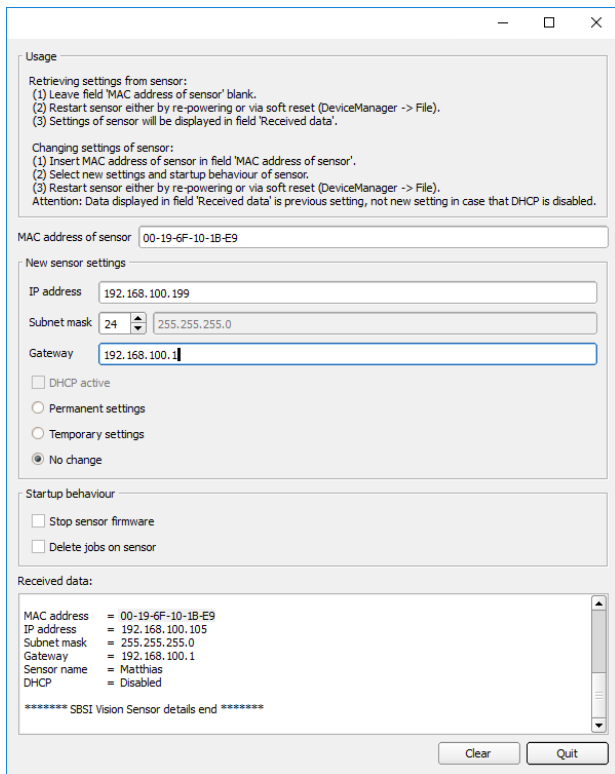 Usage
Retrieving settings from sensor:
(1) Leave field 'MAC address of sensor' blank.
(2) Restart sensor either by re-powering or via soft reset (DeviceManager -> File).
(3) Settings of sensor will be displayed in field 'Received data'.
Changing settings of sensor:
(1) Insert MAC address of sensor in field 'MAC address of sensor'.
(2) Select new settings and startup behaviour of sensor.
(3) Restart sensor either by re-powering or via soft reset (DeviceManager -> File).
Attention: Data displayed in field 'Received data' is previous setting, not new setting in case that DHCP is disabled.
MAC address of sensor 00-19-6F-10-1B-E9
New sensor settings
IP address 192.168.100.199
Subnet mask 24 255.255.255.0
Gateway 192.168.100.1
DHCP active
Permanent settings
Temporary settings
No change
Startup behaviour
Stop sensor firmware
Delete jobs on sensor
Received data:
MAC address = 00-19-6F-10-1B-E9
IP address = 192.168.100.105
Subnet mask = 255.255.255.0
Gateway = 192.168.100.1
Sensor name = Matthias
DHCP = Disabled
******* SBSI Vision Sensor details end *******
Clear Quit